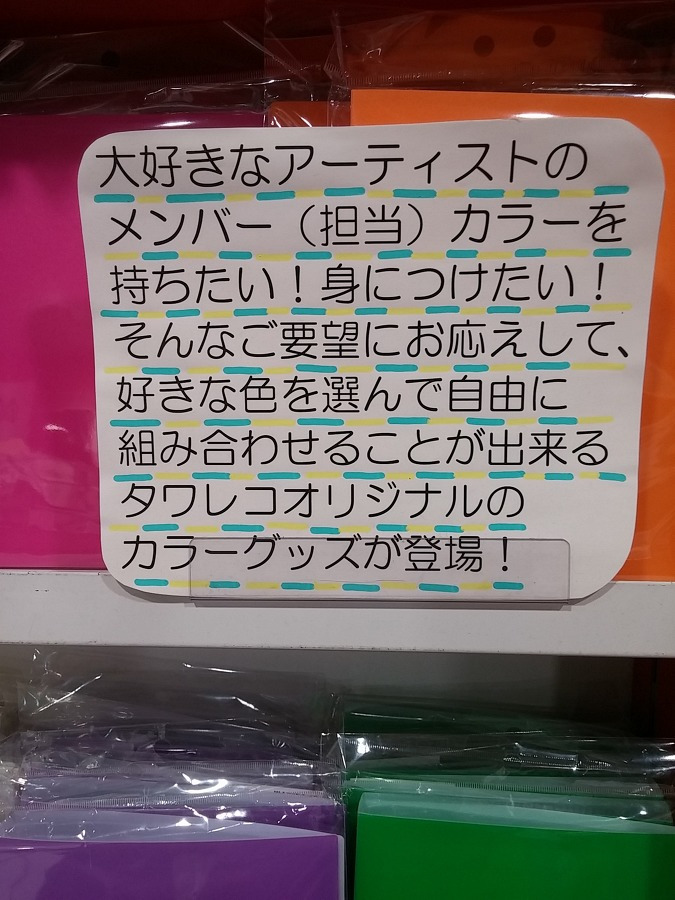 大好きなアーティストの
メンバー（担当）カラーを
持ちたい！身につけたい！
そんなご要望にお応えして、
好きな色を選んで自由に
組み合わせることが出来る
タワレコオリジナルの
カラーグッズが登場！